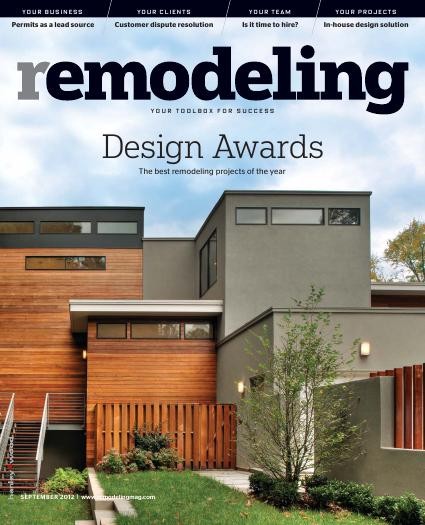 YOUR BUSINESS
YOUR CLIENTS
YOUR TEAM
YOUR PROJECTS
Permits as a lead source
Customer dispute resolution
Is it time to hire?
In-house design solution
remodeling
YOUR TOOLBOX FOR SUCCESS
Design Awards
The best remodeling projects of the year
hanley wood
SEPTEMBER 2012 | www.remodelingmag.com